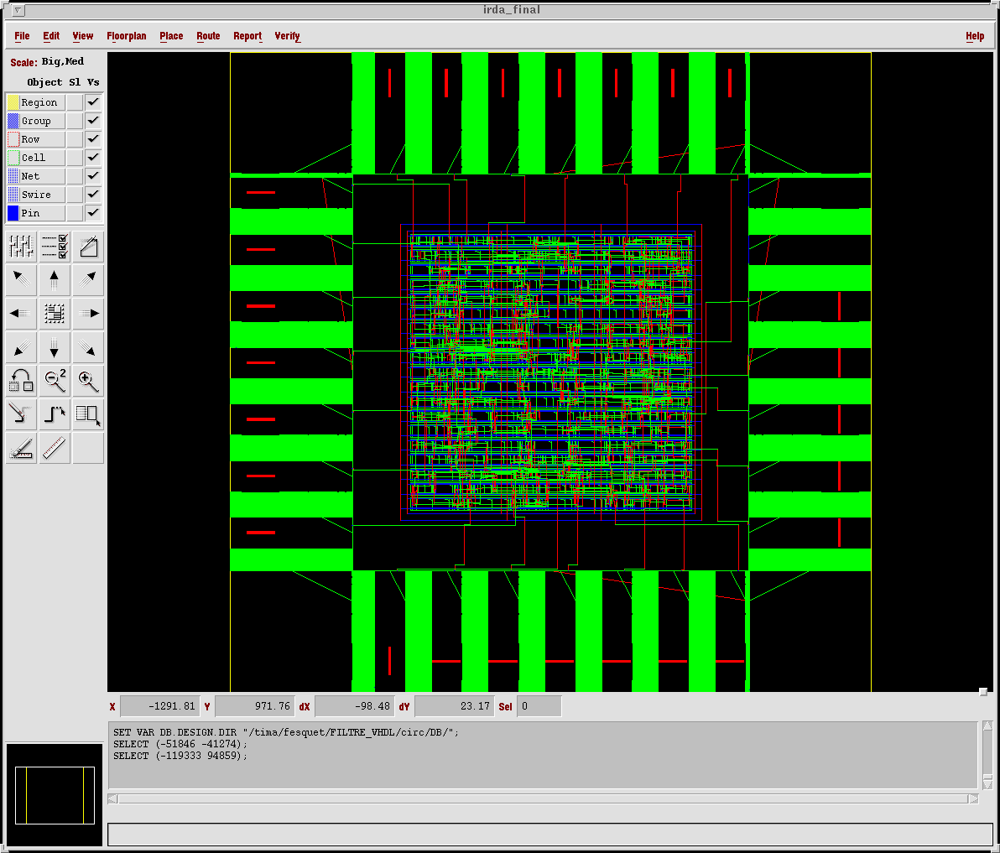 irda_final
File Edit View Floorplan Place Route Report Verify Help
Scale: Big,Med
Object Sl Vs
Region
Group
Row
Cell
Net
Swire
Pin
2
X -1291.81 Y 971.76 dX -98.48 dY 23.17 Sel 0
SET VAR DB.DESIGN.DIR "/tima/fesquet/FILTRE_VHDL/circ/DB/";
SELECT (-51846 -41274);
SELECT (-119333 94859);